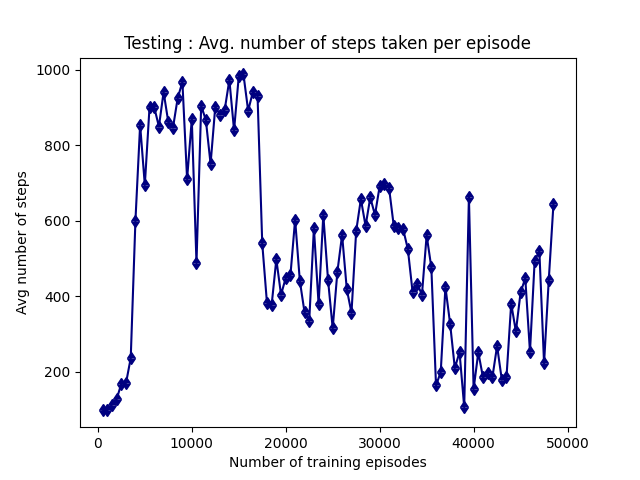 Testing : Avg. number of steps taken per episode
1000
800
600
400
200
Avg number of steps
0 10000 20000 30000 40000 50000
Number of training episodes